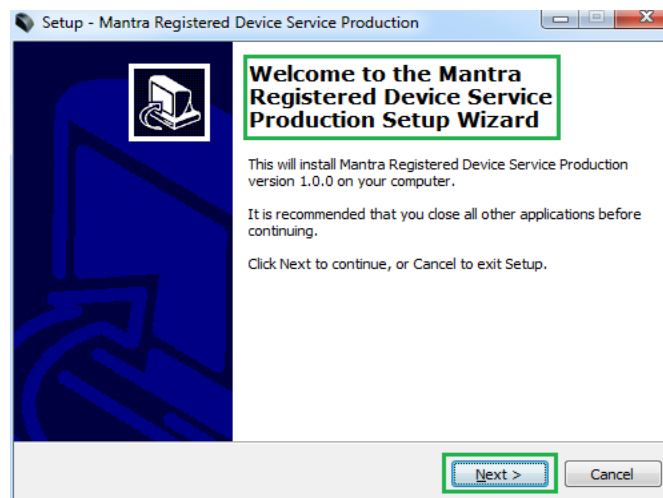 Setup - Mantra Registered Device Service Production
Welcome to the Mantra
Registered Device Service
Production Setup Wizard
This will install Mantra Registered Device Service Production
version 1.0.0 on your computer.
It is recommended that you close all other applications before
continuing.
Click Next to continue, or Cancel to exit Setup.
Next >
Cancel